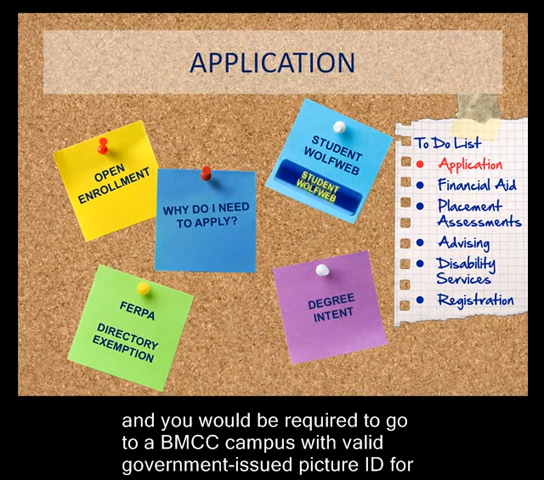 APPLICATION
OPEN
ENROLLMENT
WHY DO I NEED
TO APPLY?
STUDENT
WOLFWEB
STUDENT
WOLFWEB
FERPA
DIRECTORY
EXEMPTION
DEGREE
INTENT
To Do List
Application
Financial Aid
Placement
Assessments
Advising
Disability
Services
Registration
and you would be required to go
to a BMCC campus with valid
government-issued picture ID for